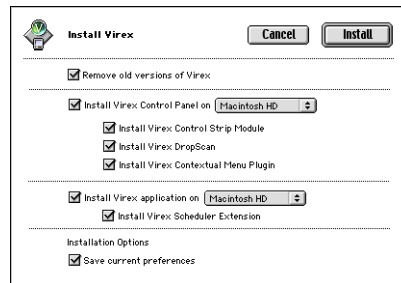 Install Virex
Cancel
Install
Remove old versions of Virex
Install Virex Control Panel on Macintosh HD
Install Virex Control Strip Module
Install Virex DropScan
Install Virex Contextual Menu Plugin
Install Virex application on Macintosh HD
Install Virex Scheduler Extension
Installation Options
Save current preferences